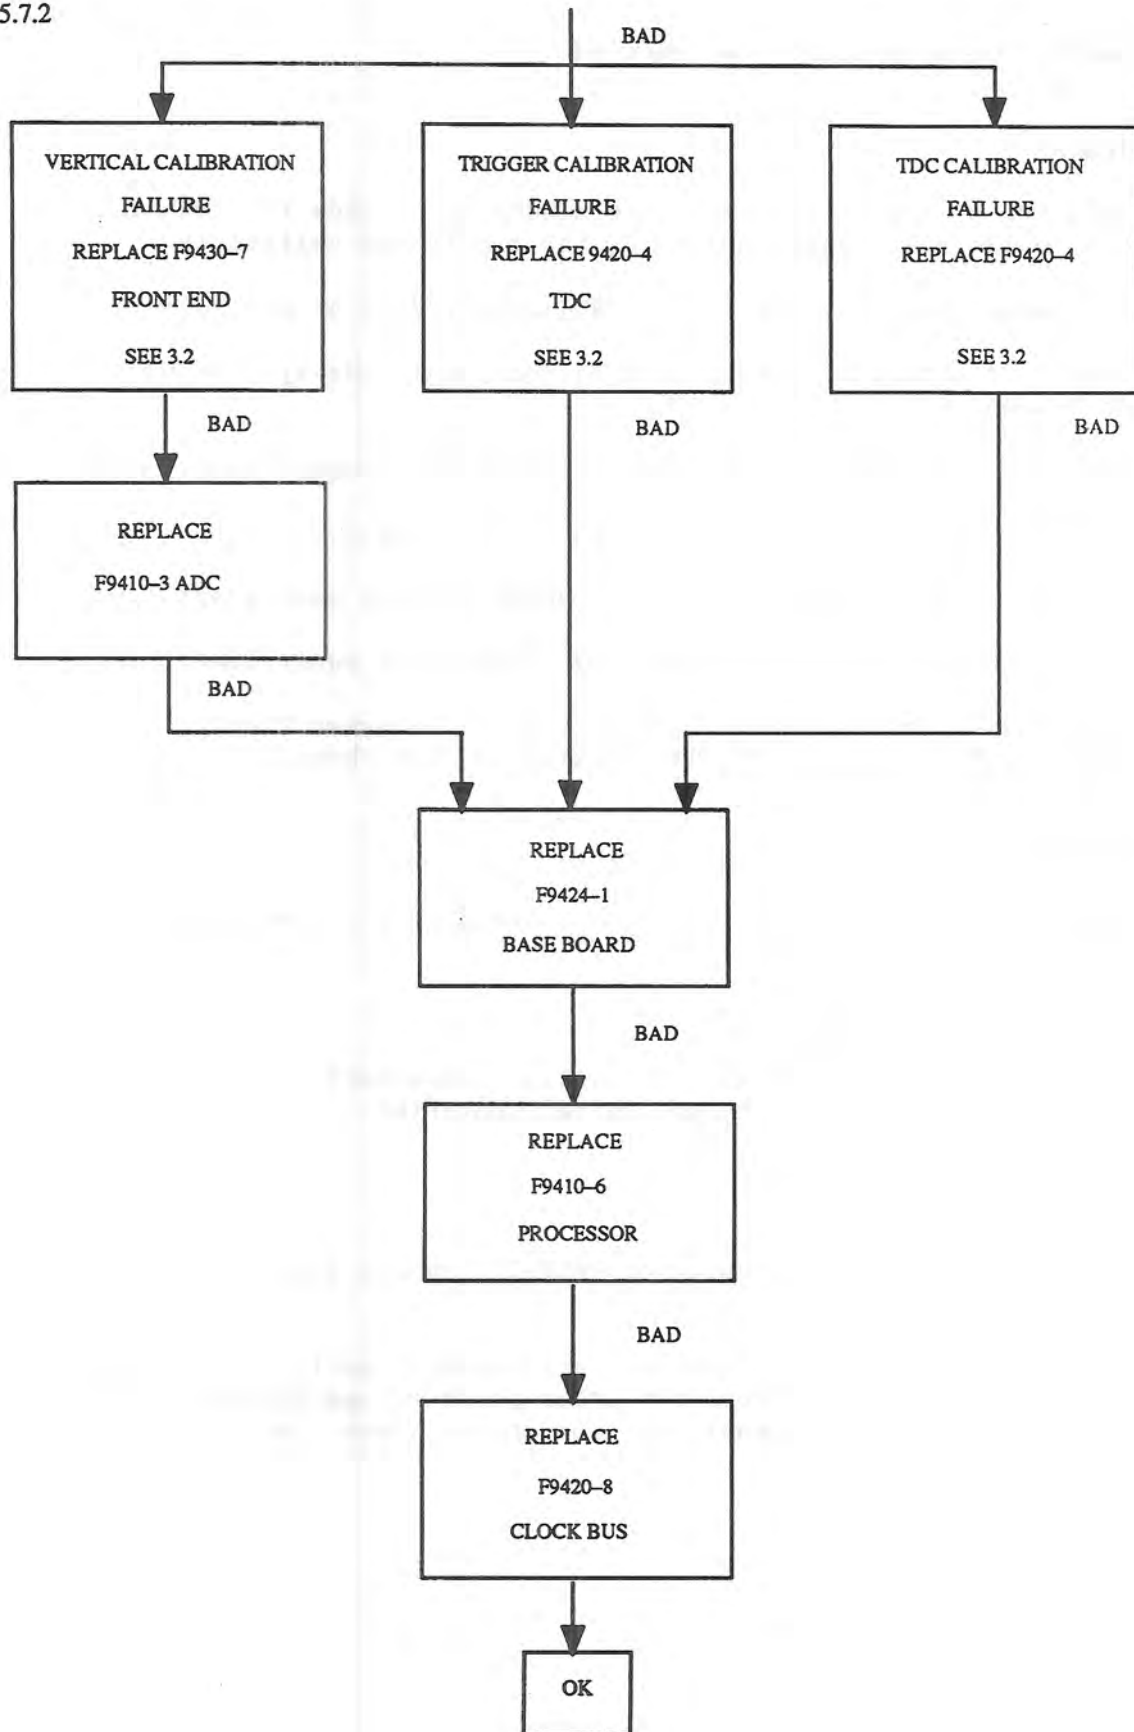 5.7.2
BAD
VERTICAL CALIBRATION
FAILURE
REPLACE F9430–7
FRONT END
SEE 3.2
TRIGGER CALIBRATION
FAILURE
REPLACE 9420–4
TDC
SEE 3.2
TDC CALIBRATION
FAILURE
REPLACE F9420–4
SEE 3.2
BAD
BAD
BAD
REPLACE
F9410–3 ADC
BAD
REPLACE
F9424–1
BASE BOARD
BAD
REPLACE
F9410–6
PROCESSOR
BAD
REPLACE
F9420–8
CLOCK BUS
OK